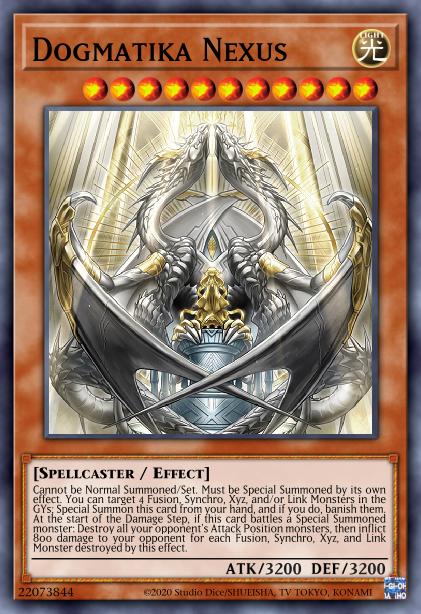 Dogmatika Nexus
LIGHT
光
[Spellcaster / Effect]
Cannot be Normal Summoned/Set. Must be Special Summoned by its own
effect. You can target 4 Fusion, Synchro, Xyz, and/or Link Monsters in the
GYs; Special Summon this card from your hand, and if you do, banish them.
At the start of the Damage Step, if this card battles a Special Summoned
monster: Destroy all your opponent's Attack Position monsters, then inflict
800 damage to your opponent for each Fusion, Synchro, Xyz, and Link
Monster destroyed by this effect.
ATK/3200 DEF/3200
22073844
©2020 Studio Dice/SHUEISHA, TV TOKYO, KONAMI